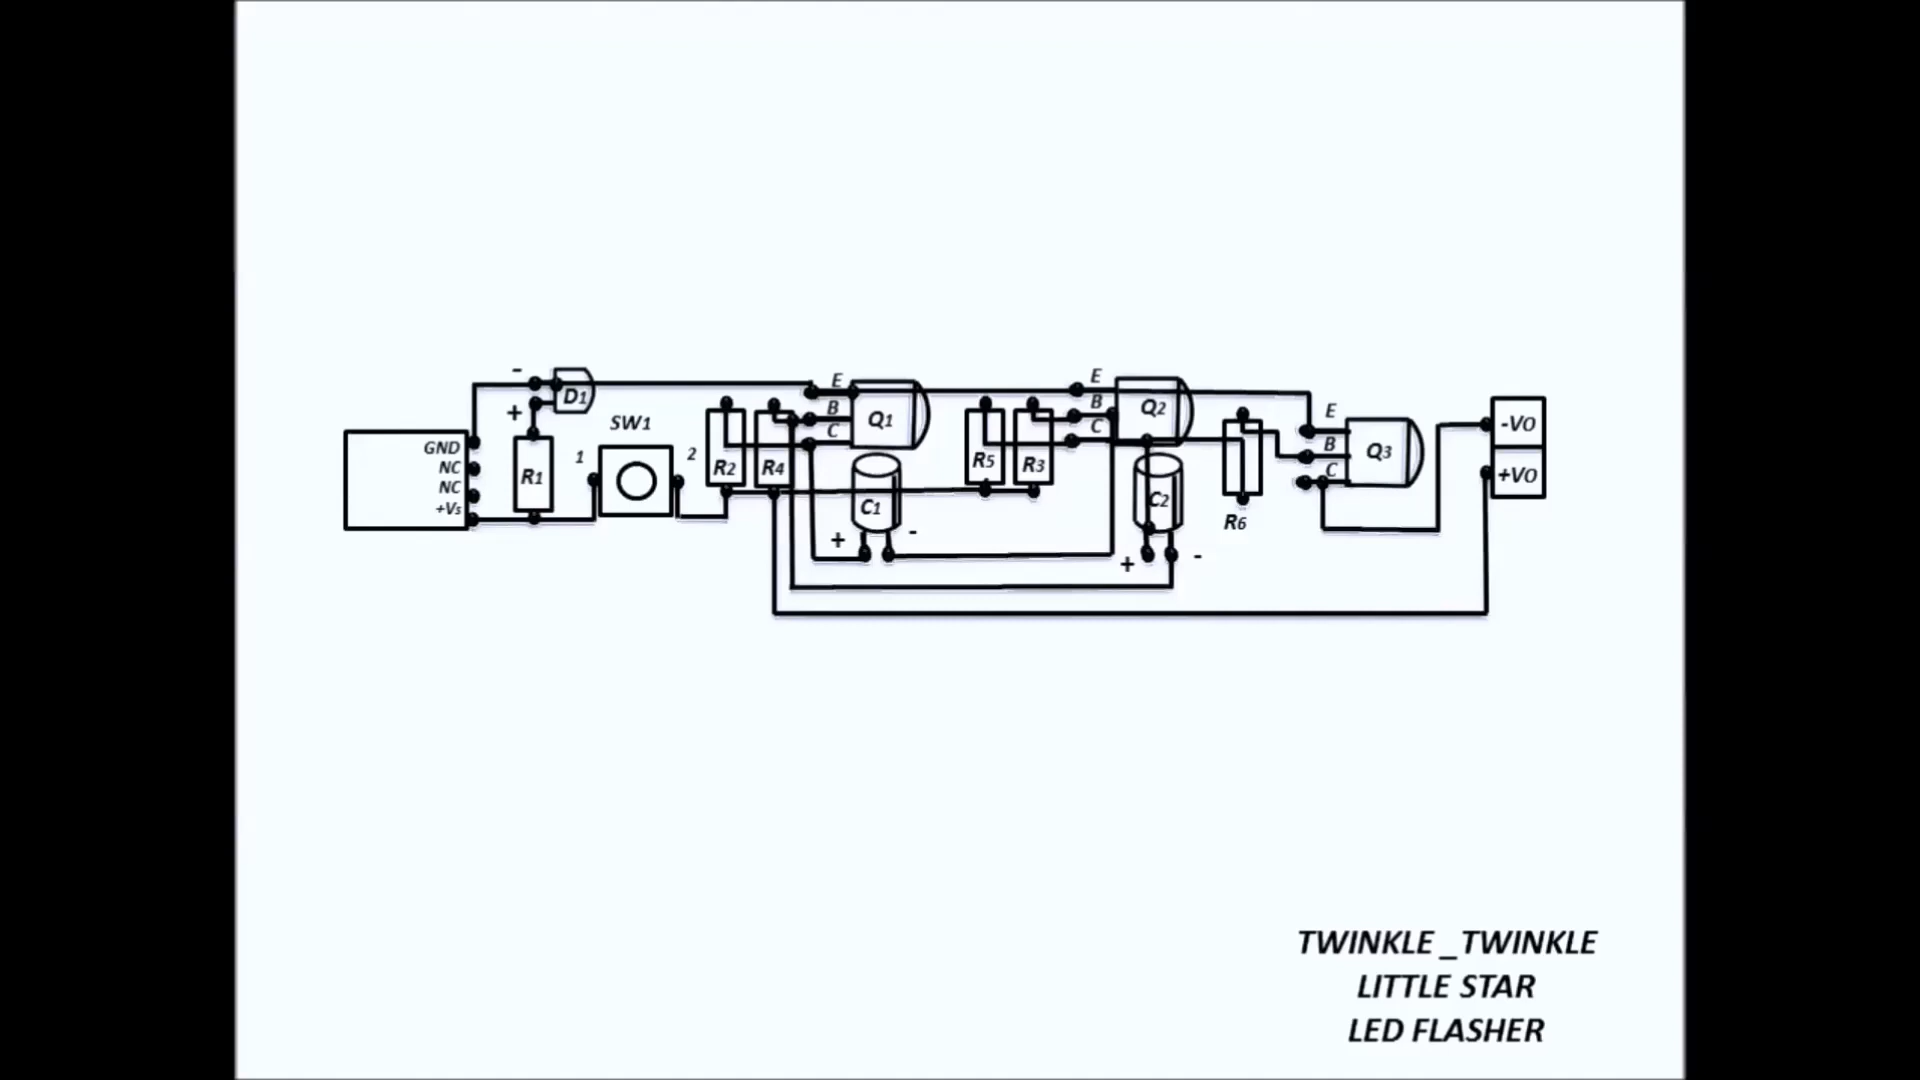 -
+
D1
SW1
GND
NC
NC
+Vs
R1
1
2
R2
R4
E
B
C
Q1
C1
+
-
R5
R3
E
B
C
Q2
C2
+
-
R6
E
B
C
Q3
-VO
+VO
TWINKLE _TWINKLE
LITTLE STAR
LED FLASHER